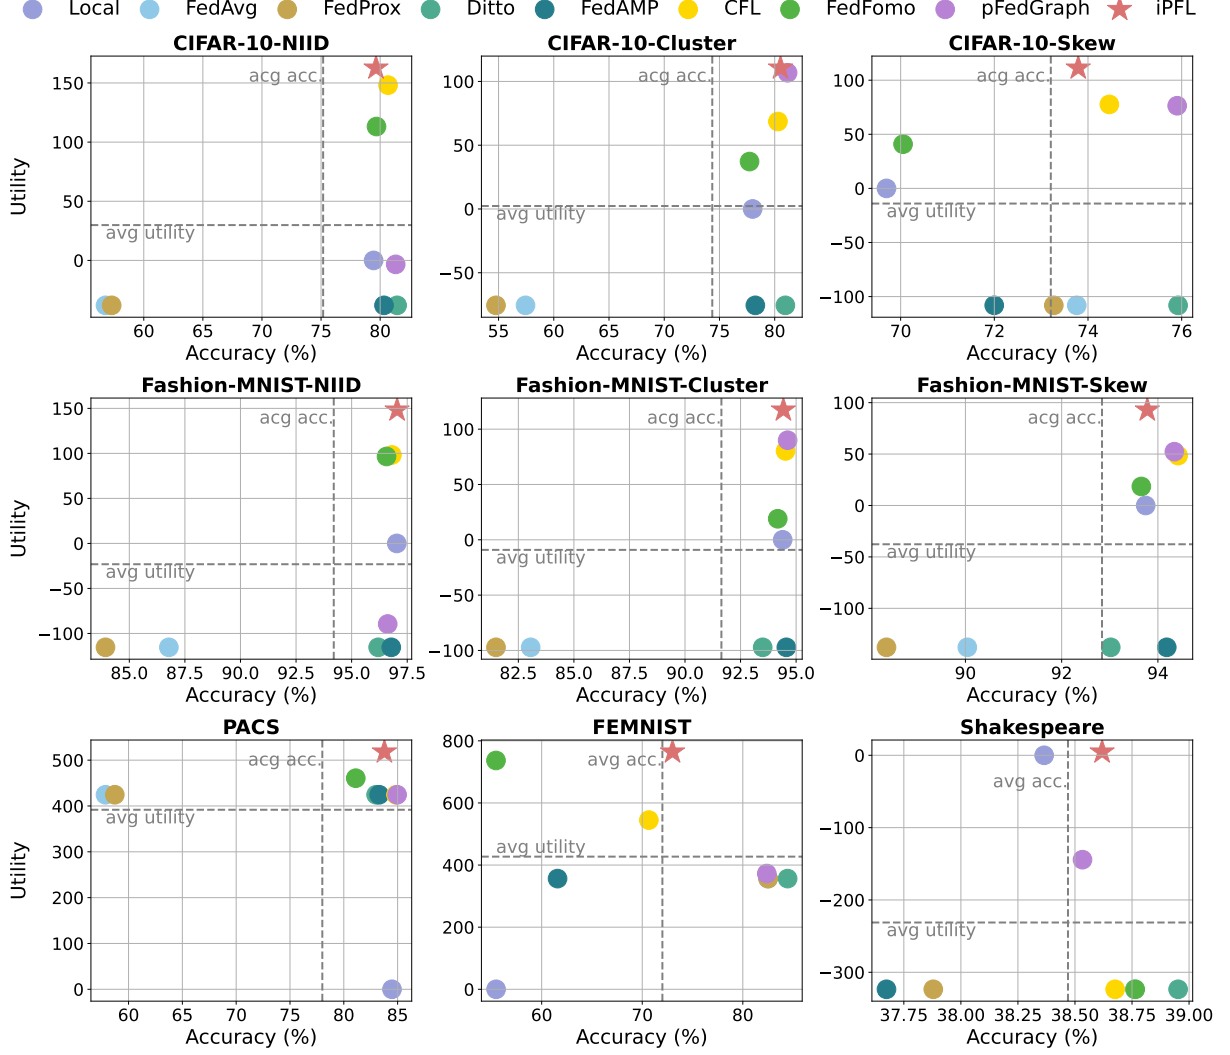 Local FedAvg FedProx Ditto FedAMP CFL FedFomo pFedGraph iPFL
CIFAR-10-NIID CIFAR-10-Cluster CIFAR-10-Skew
Utility
150
100
50
0
acg acc.
avg utility
60 65 70 75 80
Accuracy (%)
100
50
0
−50
acg acc.
avg utility
55 60 65 70 75 80
Accuracy (%)
100
50
0
−50
−100
acg acc.
avg utility
70 72 74 76
Accuracy (%)
Fashion-MNIST-NIID Fashion-MNIST-Cluster Fashion-MNIST-Skew
Utility
150
100
50
0
−50
−100
acg acc.
avg utility
85.0 87.5 90.0 92.5 95.0 97.5
Accuracy (%)
100
50
0
−50
−100
acg acc.
avg utility
82.5 85.0 87.5 90.0 92.5 95.0
Accuracy (%)
100
50
0
−50
−100
acg acc.
avg utility
90 92 94
Accuracy (%)
PACS FEMNIST Shakespeare
Utility
500
400
300
200
100
0
acg acc.
avg utility
60 65 70 75 80 85
Accuracy (%)
800
600
400
200
0
avg acc.
avg utility
60 70 80
Accuracy (%)
0
−100
−200
−300
avg acc.
avg utility
37.75 38.00 38.25 38.50 38.75 39.00
Accuracy (%)